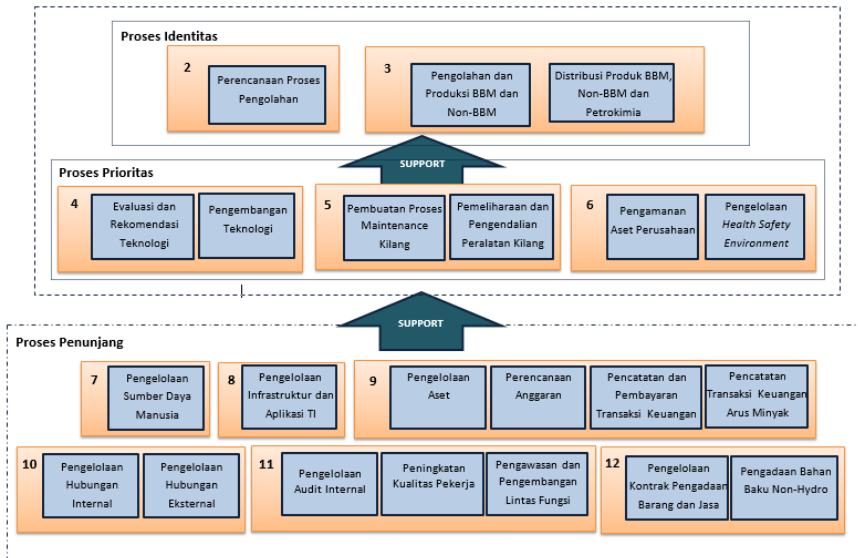 Proses Identitas
2
Perencanaan Proses
Pengolahan
3
Pengolahan dan
Produksi BBM dan
Non-BBM
Distribusi Produk BBM,
Non-BBM dan
Petrokimia
SUPPORT
Proses Prioritas
4
Evaluasi dan
Rekomendasi
Teknologi
Pengembangan
Teknologi
5
Pembuatan Proses
Maintenance
Kilang
Pemeliharaan dan
Pengendalian
Peralatan Kilang
6
Pengamanan
Aset Perusahaan
Pengelolaan
Health Safety
Environment
SUPPORT
Proses Penunjang
7
Pengelolaan
Sumber Daya
Manusia
8
Pengelolaan
Infrastruktur dan
Aplikasi TI
9
Pengelolaan
Aset
Perencanaan
Anggaran
Pencatatan dan
Pembayaran
Transaksi Keuangan
Pencatatan
Transaksi Keuangan
Arus Minyak
10
Pengelolaan
Hubungan
Internal
Pengelolaan
Hubungan
Eksternal
11
Pengelolaan
Audit Internal
Peningkatan
Kualitas Pekerja
Pengawasan dan
Pengembangan
Lintas Fungsi
12
Pengelolaan
Kontrak Pengadaan
Barang dan Jasa
Pengadaan Bahan
Baku Non-Hydro